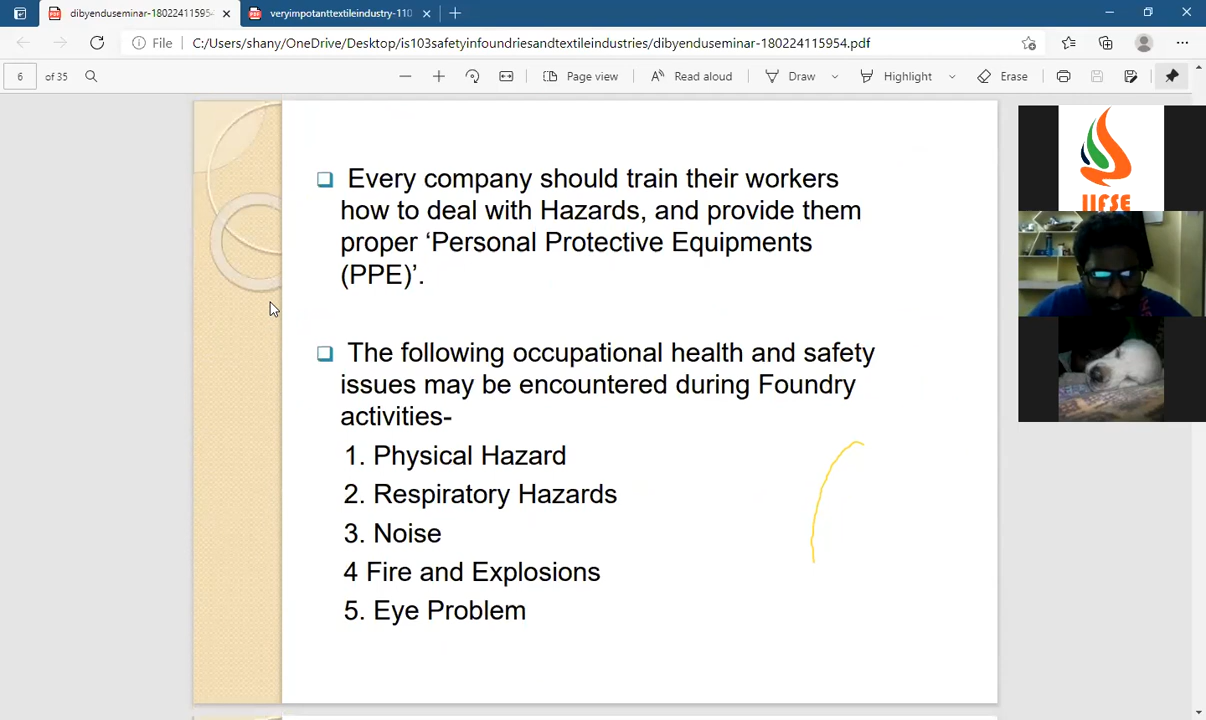 dibyenduseminar-180224115954
veryimpotanttextileindustry-110
File C:/Users/shany/OneDrive/Desktop/is103safetyinfoundriesandtextileindustries/dibyenduseminar-180224115954.pdf
6 of 35 Page view Read aloud Draw Highlight Erase
Every company should train their workers
how to deal with Hazards, and provide them
proper ‘Personal Protective Equipments
(PPE)’.
The following occupational health and safety
issues may be encountered during Foundry
activities-
1. Physical Hazard
2. Respiratory Hazards
3. Noise
4 Fire and Explosions
5. Eye Problem
IIFSE